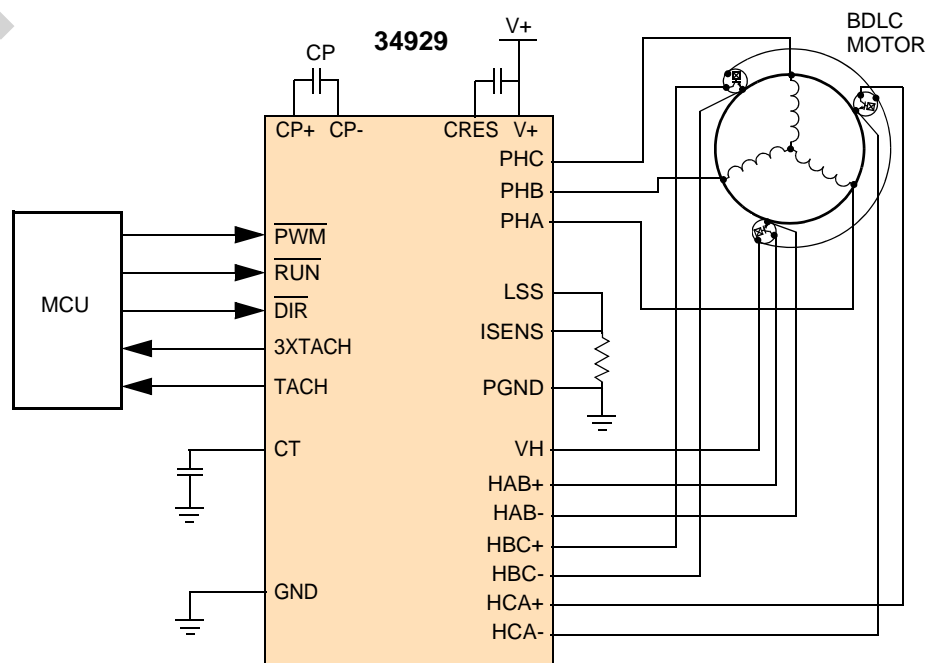 BDLC
MOTOR
34929
V+
CP
CP+ CP- CRES V+
PHC
PHB
PHA
LSS
ISENS
PGND
VH
HAB+
HAB-
HBC+
HBC-
HCA+
HCA-
PWM
RUN
DIR
3XTACH
TACH
CT
GND
MCU